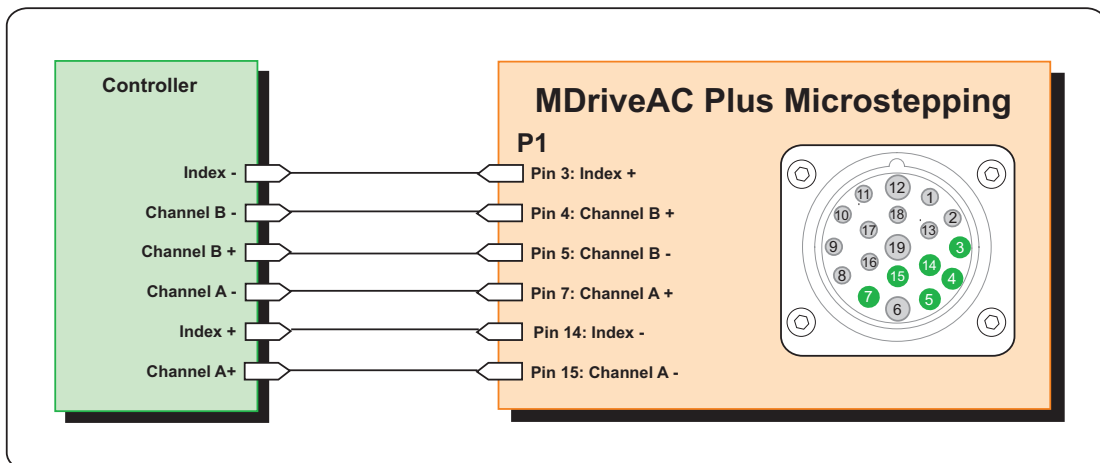 Controller
MDriveAC Plus Microstepping
P1
Index -
Pin 3: Index +
Channel B -
Pin 4: Channel B +
Channel B +
Pin 5: Channel B -
Channel A -
Pin 7: Channel A +
Index +
Pin 14: Index -
Channel A+
Pin 15: Channel A -
12
11
1
10
18
2
17
13
9
19
3
16
14
8
15
4
7
5
6